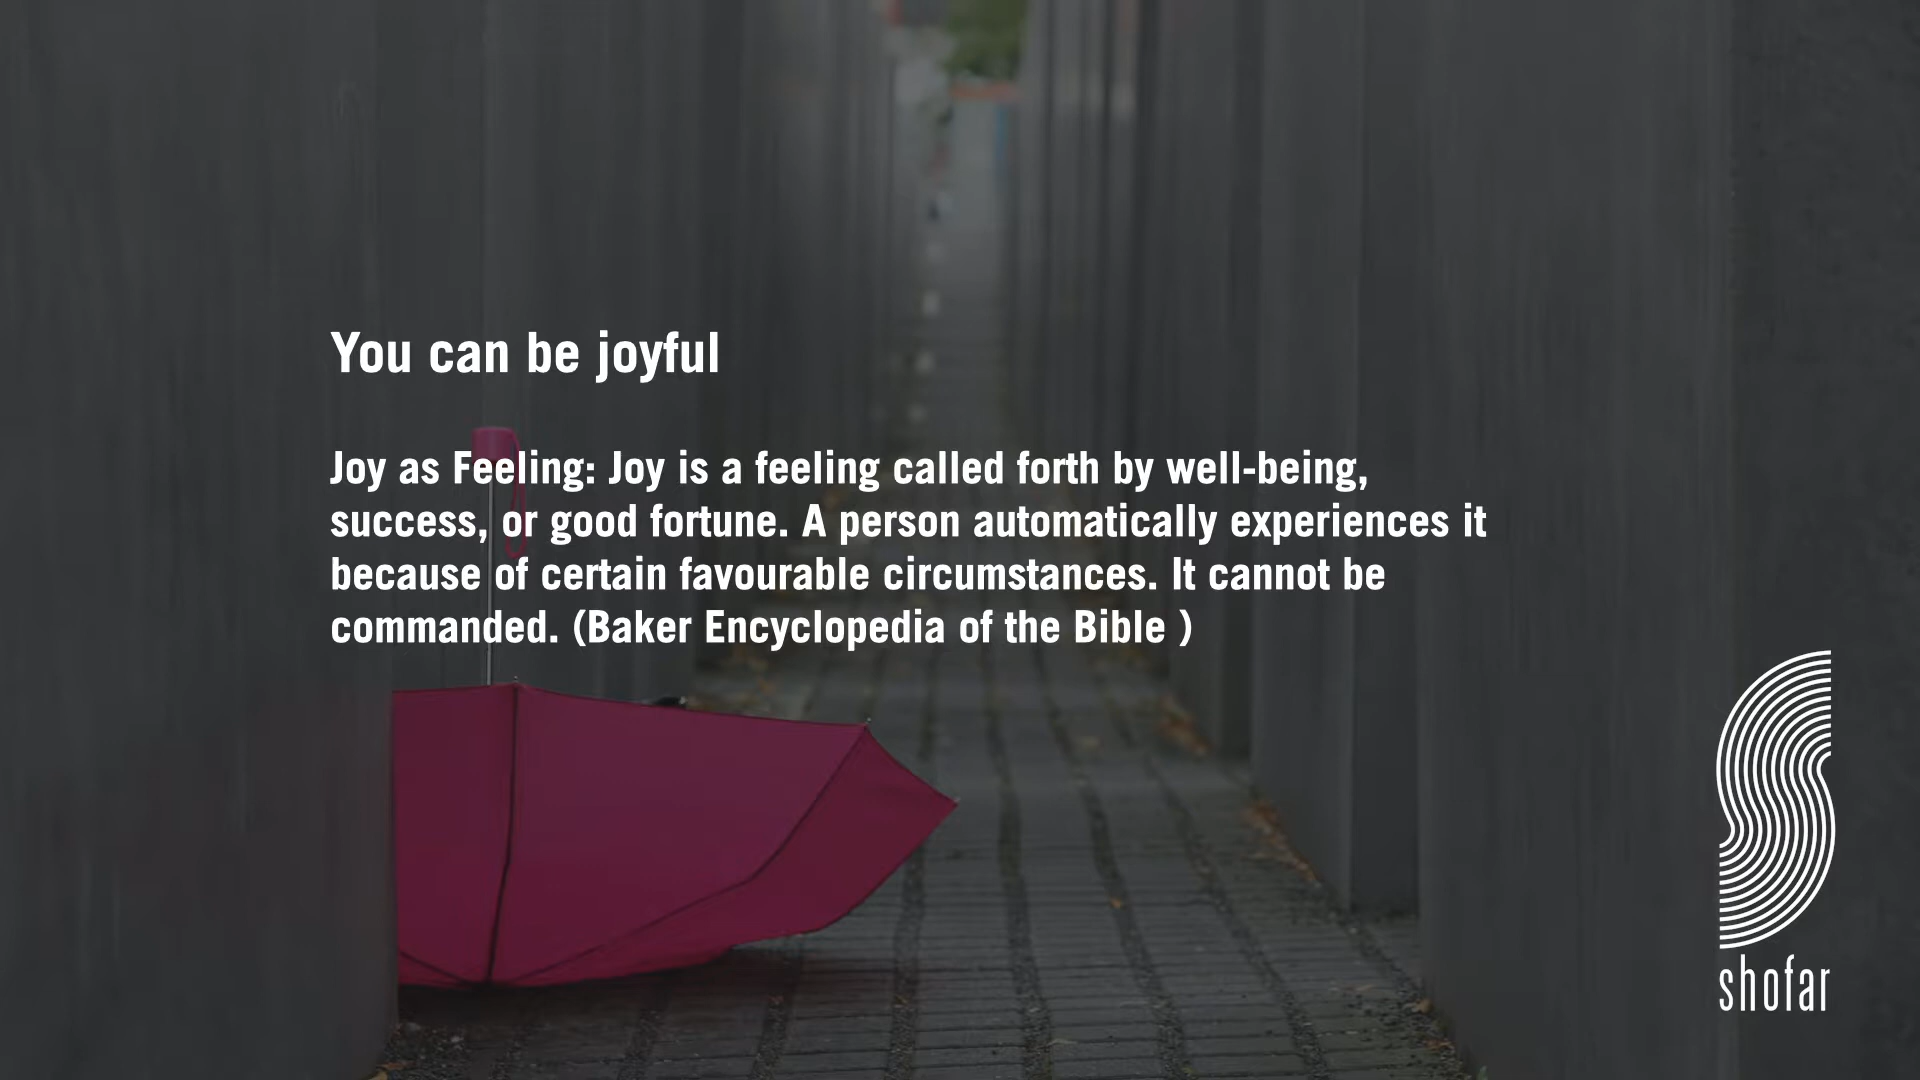 You can be joyful
Joy as Feeling: Joy is a feeling called forth by well-being,
success, or good fortune. A person automatically experiences it
because of certain favourable circumstances. It cannot be
commanded. (Baker Encyclopedia of the Bible )
shofar